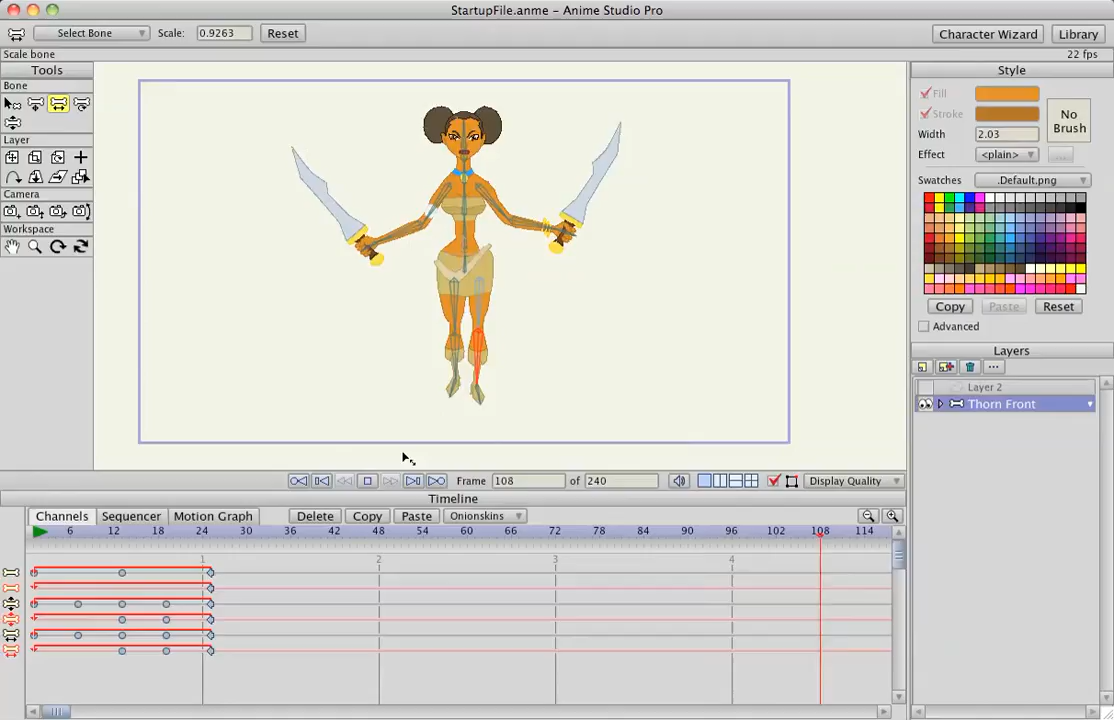 StartupFile.anme - Anime Studio Pro
Select Bone Scale: 0.9263 Reset Character Wizard Library
Scale bone 22 fps
Tools
Bone
Layer
Camera
Workspace
Style
Fill
Stroke
Width 2.03
No Brush
Effect <plain> ...
Swatches .Default.png
Copy Paste Reset
Advanced
Layers
Layer 2
Thorn Front
Frame 108 of 240 Display Quality
Timeline
Channels Sequencer Motion Graph Delete Copy Paste Onionskins
6 12 18 24 30 36 42 48 54 60 66 72 78 84 90 96 102 108 114
1 2 3 4